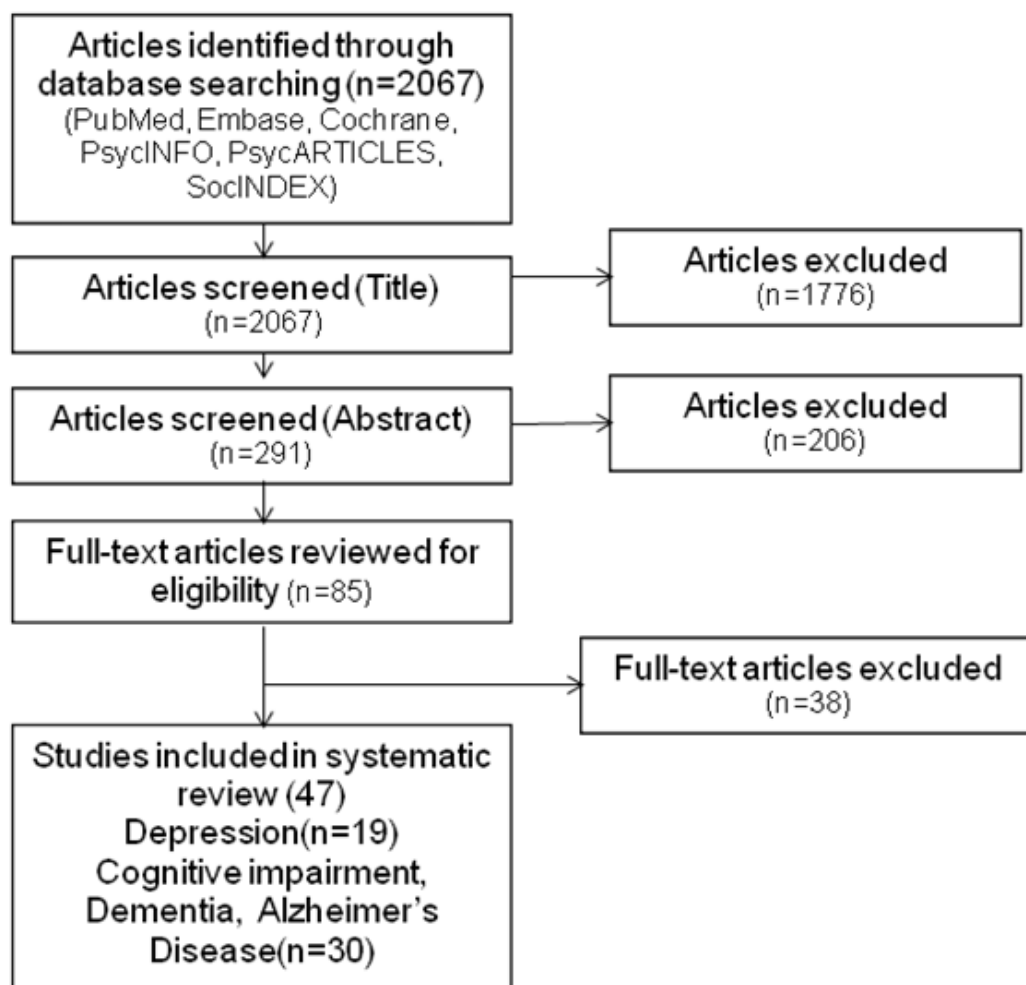 Articles identified through
database searching (n=2067)
(PubMed, Embase, Cochrane,
PsycINFO, PsycARTICLES,
SocINDEX)
Articles screened (Title)
(n=2067)
Articles excluded
(n=1776)
Articles screened (Abstract)
(n=291)
Articles excluded
(n=206)
Full-text articles reviewed for
eligibility (n=85)
Full-text articles excluded
(n=38)
Studies included in systematic
review (47)
Depression(n=19)
Cognitive impairment,
Dementia, Alzheimer's
Disease(n=30)